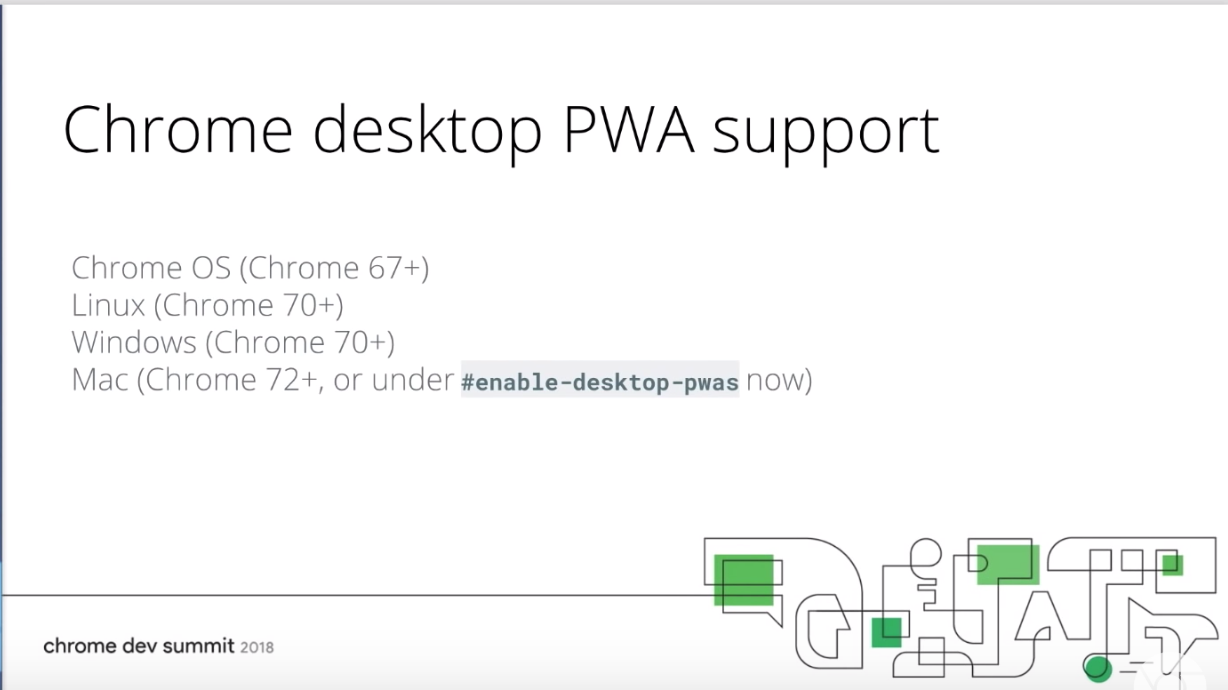 Chrome desktop PWA support
Chrome OS (Chrome 67+)
Linux (Chrome 70+)
Windows (Chrome 70+)
Mac (Chrome 72+, or under #enable-desktop-pwas now)
chrome dev summit 2018